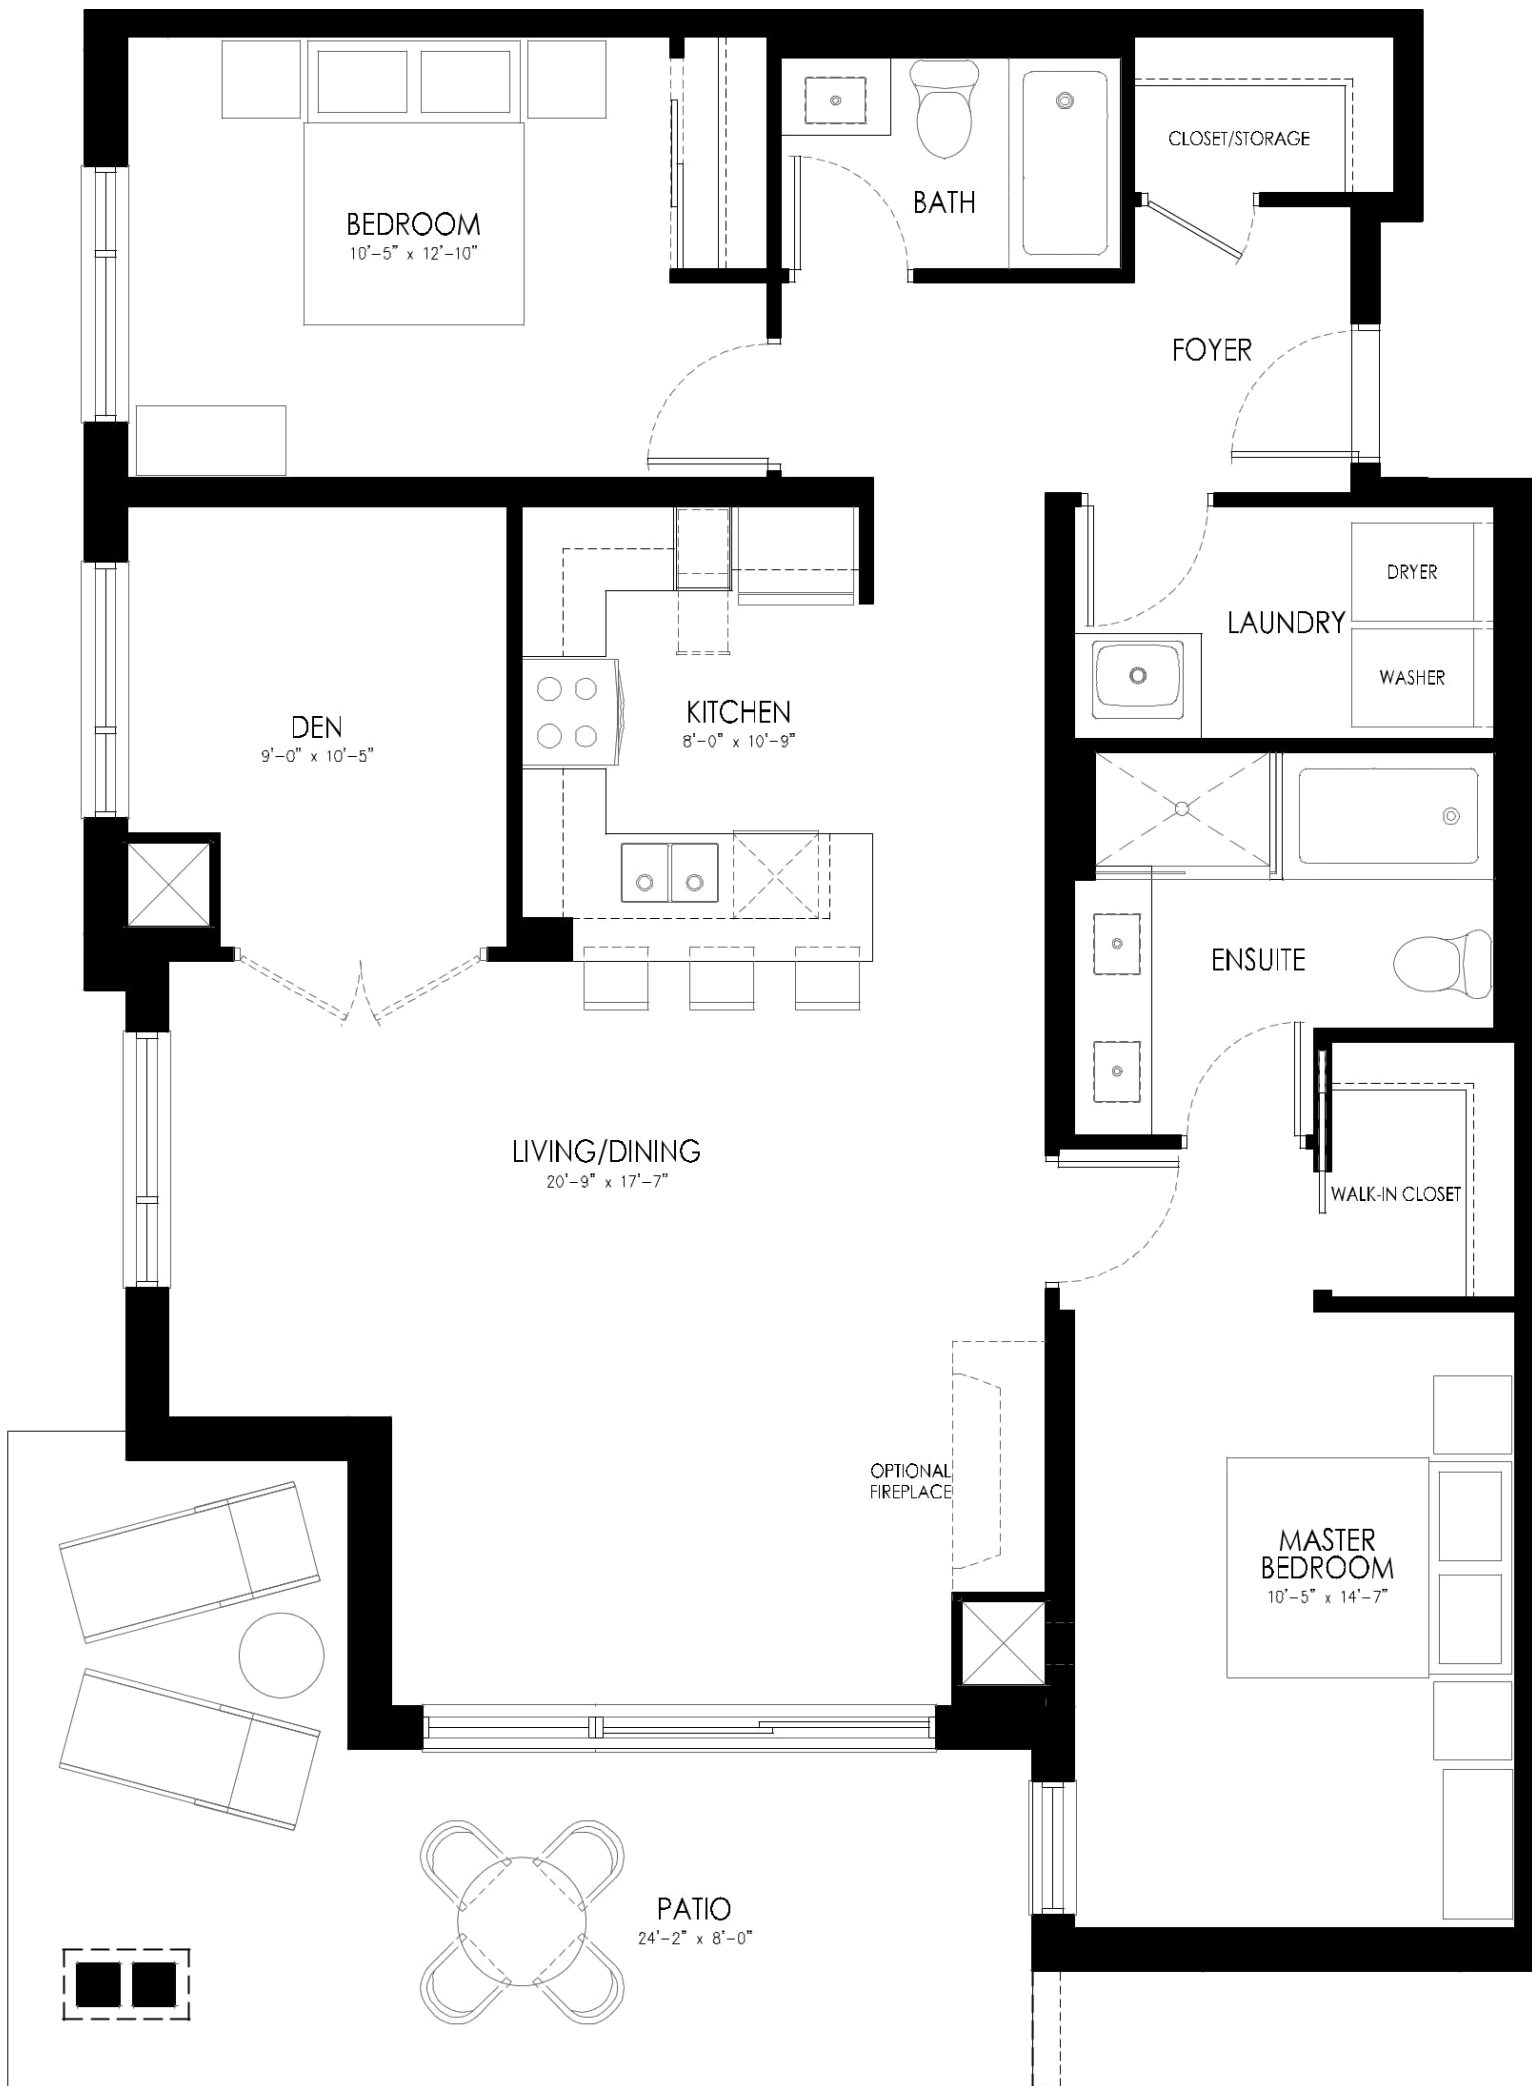 CLOSET/STORAGE
BATH
BEDROOM
10'-5" x 12'-10"
FOYER
DRYER
LAUNDRY
WASHER
KITCHEN
8'-0" x 10'-9"
DEN
9'-0" x 10'-5"
ENSUITE
LIVING/DINING
20'-9" x 17'-7"
WALK-IN CLOSET
OPTIONAL
FIREPLACE
MASTER
BEDROOM
10'-5" x 14'-7"
PATIO
24'-2" x 8'-0"